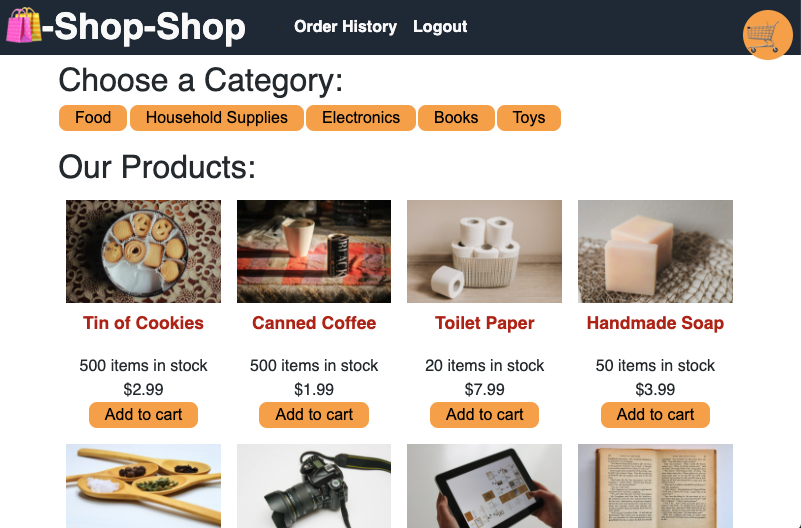 -Shop-Shop
Order History Logout
Choose a Category:
Food Household Supplies Electronics Books Toys
Our Products:
BLACK
Tin of Cookies Canned Coffee Toilet Paper Handmade Soap
500 items in stock 500 items in stock 20 items in stock 50 items in stock
$2.99 $1.99 $7.99 $3.99
Add to cart Add to cart Add to cart Add to cart